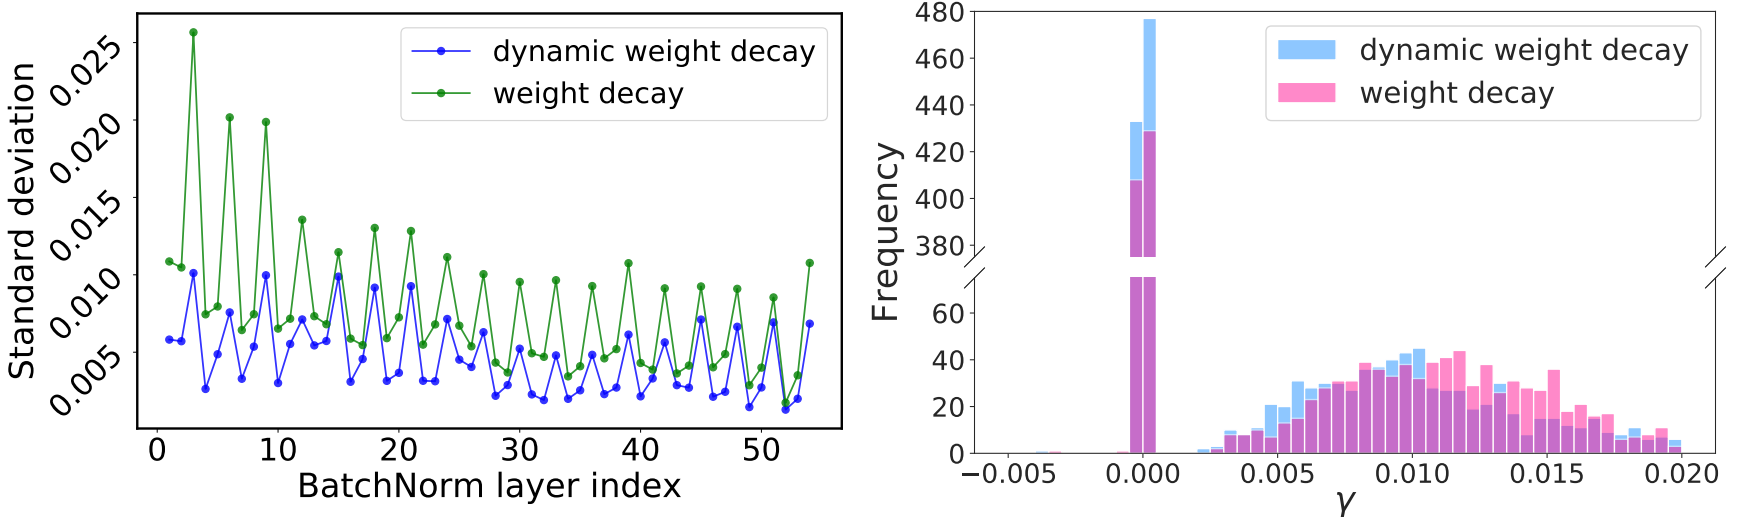 Standard deviation
0.025
0.020
0.015
0.010
0.005
0 10 20 30 40 50
BatchNorm layer index
dynamic weight decay
weight decay
Frequency
480
460
440
420
400
380
60
40
20
0
−0.005 0.000 0.005 0.010 0.015 0.020
γ
dynamic weight decay
weight decay